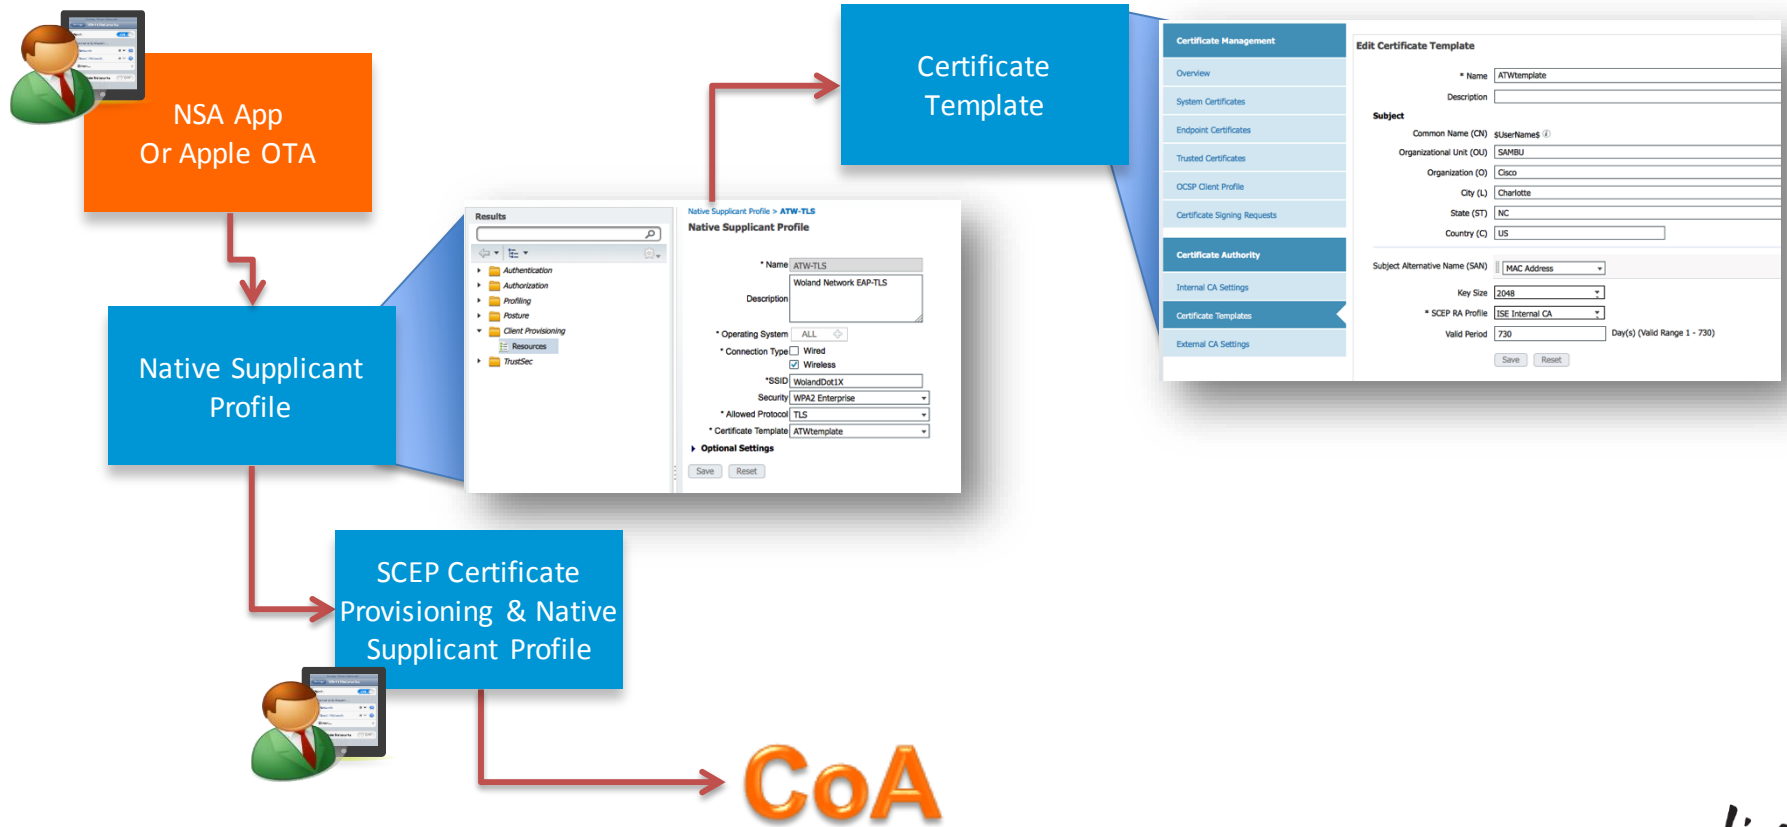 NSA App
Or Apple OTA
Native Supplicant
Profile
SCEP Certificate
Provisioning & Native
Supplicant Profile
CoA
Certificate
Template
Results
Authentication
Authorization
Profiling
Posture
Client Provisioning
Resources
TrustSec
Native Supplicant Profile > ATW-TLS
Native Supplicant Profile
* Name ATW-TLS
Description Woland Network EAP-TLS
* Operating System ALL
* Connection Type Wired
Wireless
*SSID WolandDot1X
Security WPA2 Enterprise
* Allowed Protocol TLS
* Certificate Template ATWtemplate
Optional Settings
Save Reset
Certificate Management
Overview
System Certificates
Endpoint Certificates
Trusted Certificates
OCSP Client Profile
Certificate Signing Requests
Certificate Authority
Internal CA Settings
Certificate Templates
External CA Settings
Edit Certificate Template
* Name ATWtemplate
Description
Subject
Common Name (CN) $UserName$
Organizational Unit (OU) SAMBU
Organization (O) Cisco
City (L) Charlotte
State (ST) NC
Country (C) US
Subject Alternative Name (SAN) MAC Address
Key Size 2048
* SCEP RA Profile ISE Internal CA
Valid Period 730 Day(s) (Valid Range 1 - 730)
Save Reset